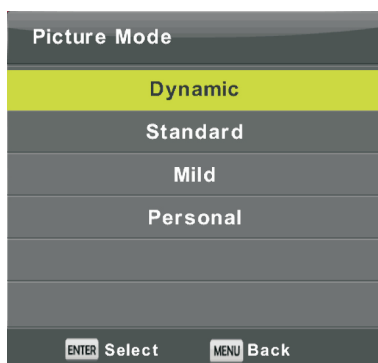 Picture Mode
Dynamic
Standard
Mild
Personal
ENTER Select MENU Back